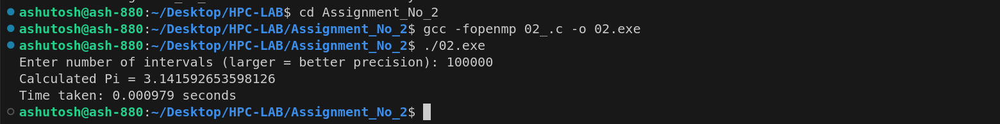 ashutosh@ash-880:~/Desktop/HPC-LAB$ cd Assignment_No_2
ashutosh@ash-880:~/Desktop/HPC-LAB/Assignment_No_2$ gcc -fopenmp 02_.c -o 02.exe
ashutosh@ash-880:~/Desktop/HPC-LAB/Assignment_No_2$ ./02.exe
Enter number of intervals (larger = better precision): 100000
Calculated Pi = 3.141592653598126
Time taken: 0.000979 seconds
ashutosh@ash-880:~/Desktop/HPC-LAB/Assignment_No_2$